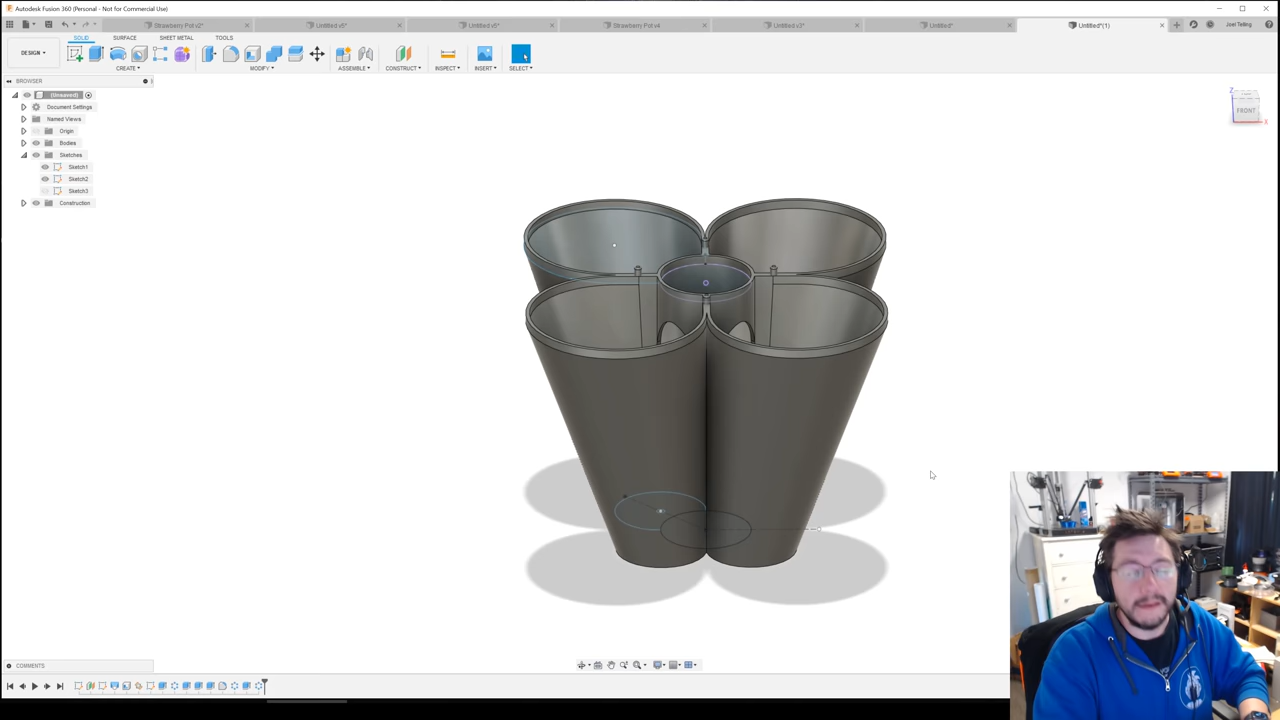 Autodesk Fusion 360 (Personal - Not for Commercial Use)
Strawberry Pot v2*
Untitled v6*
Untitled v5*
Strawberry Pot v4
Untitled v3*
Untitled*
Untitled*(1)
Joel Telling
SOLID
SURFACE
SHEET METAL
TOOLS
DESIGN
CREATE
MODIFY
ASSEMBLE
CONSTRUCT
INSPECT
INSERT
SELECT
BROWSER
(Unsaved)
Document Settings
Named Views
Origin
Bodies
Sketches
Sketch1
Sketch2
Sketch3
Construction
Z
FRONT
X
COMMENTS